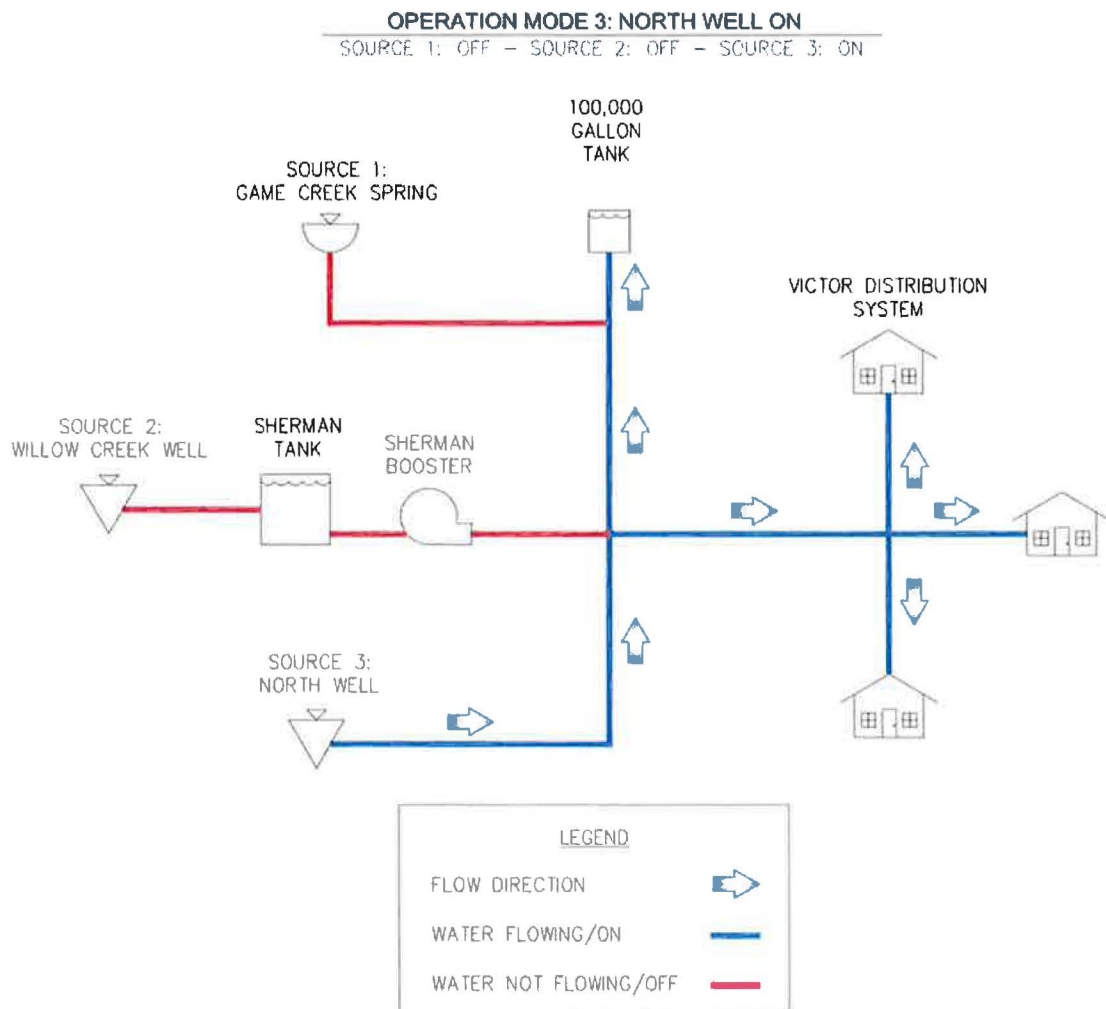 OPERATION MODE 3: NORTH WELL ON
SOURCE 1: OFF – SOURCE 2: OFF – SOURCE 3: ON
100,000
GALLON
TANK
SOURCE 1:
GAME CREEK SPRING
VICTOR DISTRIBUTION
SYSTEM
SOURCE 2:
WILLOW CREEK WELL
SHERMAN
TANK
SHERMAN
BOOSTER
SOURCE 3:
NORTH WELL
LEGEND
FLOW DIRECTION
WATER FLOWING/ON
WATER NOT FLOWING/OFF